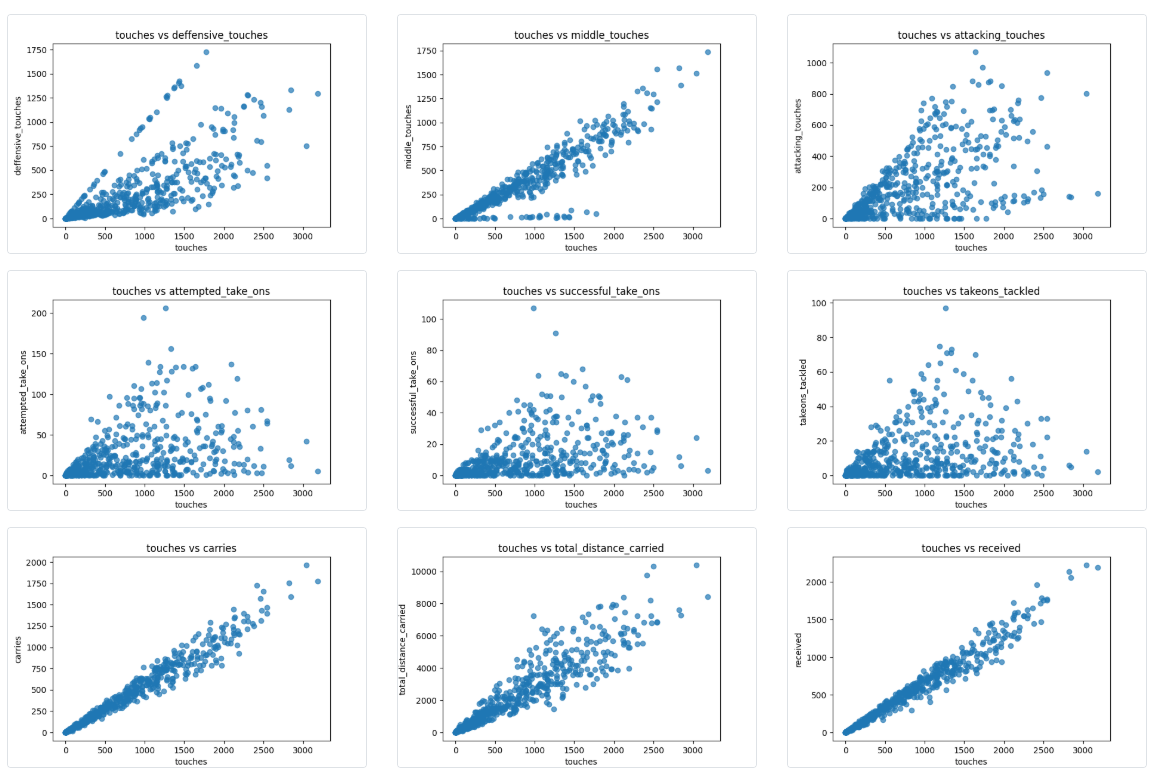 touches vs deffensive_touches
deffensive_touches
1750
1500
1250
1000
750
500
250
0
0 500 1000 1500 2000 2500 3000
touches
touches vs middle_touches
middle_touches
1750
1500
1250
1000
750
500
250
0
0 500 1000 1500 2000 2500 3000
touches
touches vs attacking_touches
attacking_touches
1000
800
600
400
200
0
0 500 1000 1500 2000 2500 3000
touches
touches vs attempted_take_ons
attempted_take_ons
200
150
100
50
0
0 500 1000 1500 2000 2500 3000
touches
touches vs successful_take_ons
successful_take_ons
100
80
60
40
20
0
0 500 1000 1500 2000 2500 3000
touches
touches vs takeons_tackled
takeons_tackled
100
80
60
40
20
0
0 500 1000 1500 2000 2500 3000
touches
touches vs carries
carries
2000
1750
1500
1250
1000
750
500
250
0
0 500 1000 1500 2000 2500 3000
touches
touches vs total_distance_carried
total_distance_carried
10000
8000
6000
4000
2000
0
0 500 1000 1500 2000 2500 3000
touches
touches vs received
received
2000
1500
1000
500
0
0 500 1000 1500 2000 2500 3000
touches